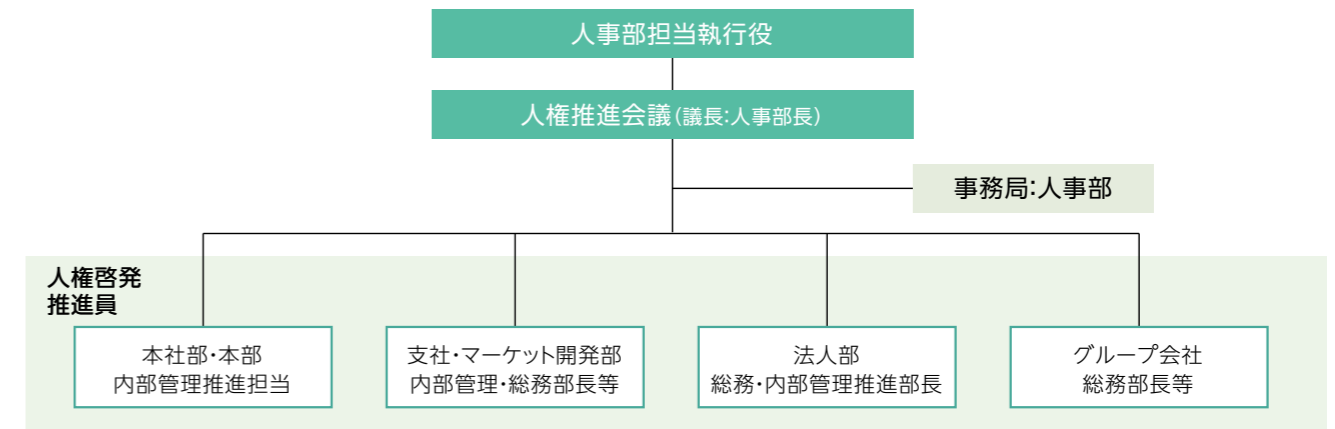 人事部担当執行役
人権推進会議(議長:人事部長)
事務局:人事部
人権啓発
推進員
本社部・本部
内部管理推進担当
支社・マーケット開発部
内部管理・総務部長等
法人部
総務・内部管理推進部長
グループ会社
総務部長等